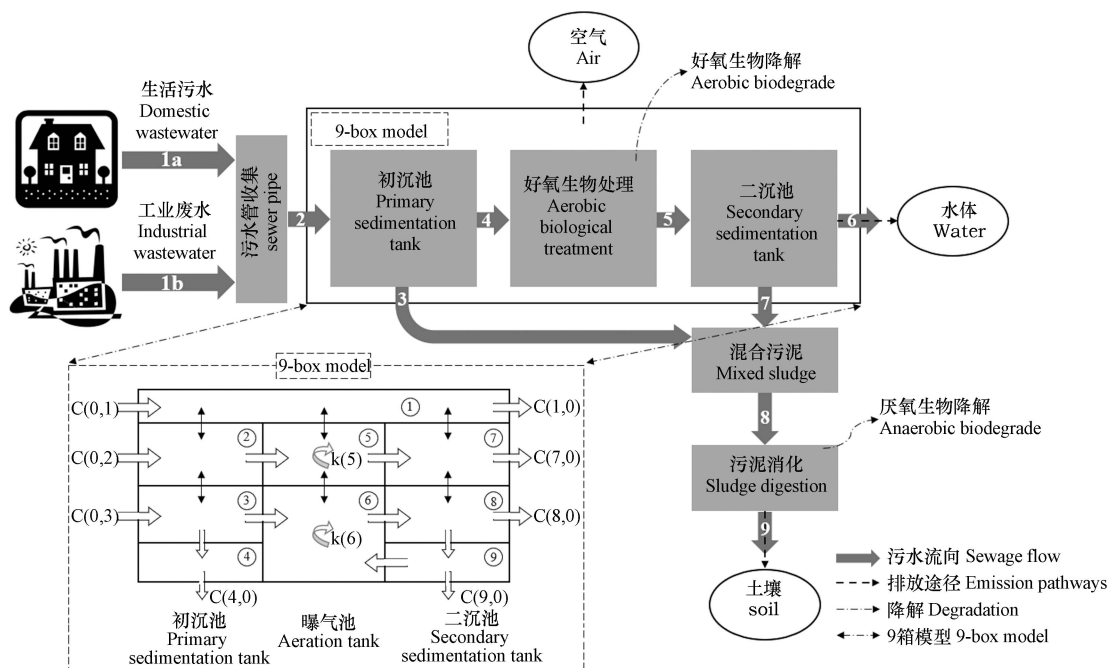 空气
Air
好氧生物降解
Aerobic biodegrade
生活污水
Domestic
wastewater
1a
工业废水
Industrial
wastewater
1b
污水管收集
sewer pipe
2
9-box model
初沉池
Primary
sedimentation
tank
4
好氧生物处理
Aerobic
biological
treatment
5
二沉池
Secondary
sedimentation
tank
6
水体
Water
3
7
混合污泥
Mixed sludge
8
厌氧生物降解
Anaerobic biodegrade
污泥消化
Sludge digestion
9
土壤
soil
9-box model
C(0,1)
①
C(1,0)
C(0,2)
②
⑤
k(5)
⑦
C(7,0)
C(0,3)
③
⑥
k(6)
⑧
C(8,0)
④
⑨
C(4,0)
C(9,0)
初沉池
Primary
sedimentation tank
曝气池
Aeration tank
二沉池
Secondary
sedimentation tank
污水流向 Sewage flow
排放途径 Emission pathways
降解 Degradation
9箱模型 9-box model